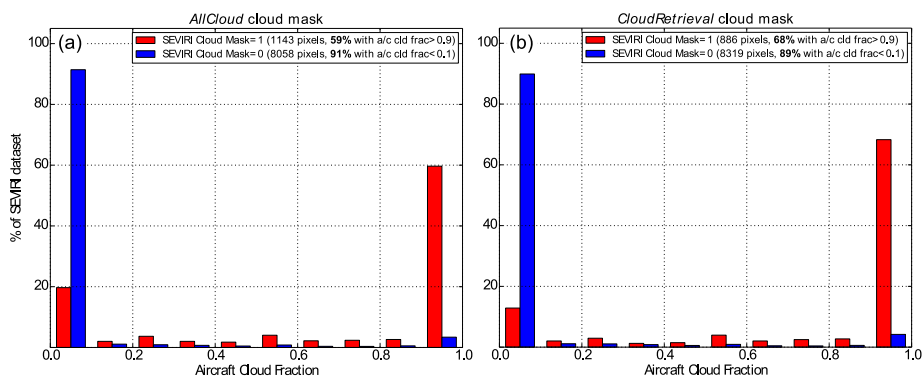 AllCloud cloud mask
(a)
SEVIRI Cloud Mask= 1 (1143 pixels, 59% with a/c cld frac> 0.9)
SEVIRI Cloud Mask= 0 (8058 pixels, 91% with a/c cld frac< 0.1)
100
80
60
40
20
% of SEVIRI dataset
0.0 0.2 0.4 0.6 0.8 1.0
Aircraft Cloud Fraction
CloudRetrieval cloud mask
(b)
SEVIRI Cloud Mask= 1 (886 pixels, 68% with a/c cld frac> 0.9)
SEVIRI Cloud Mask= 0 (8319 pixels, 89% with a/c cld frac< 0.1)
100
80
60
40
20
0.0 0.2 0.4 0.6 0.8 1.0
Aircraft Cloud Fraction